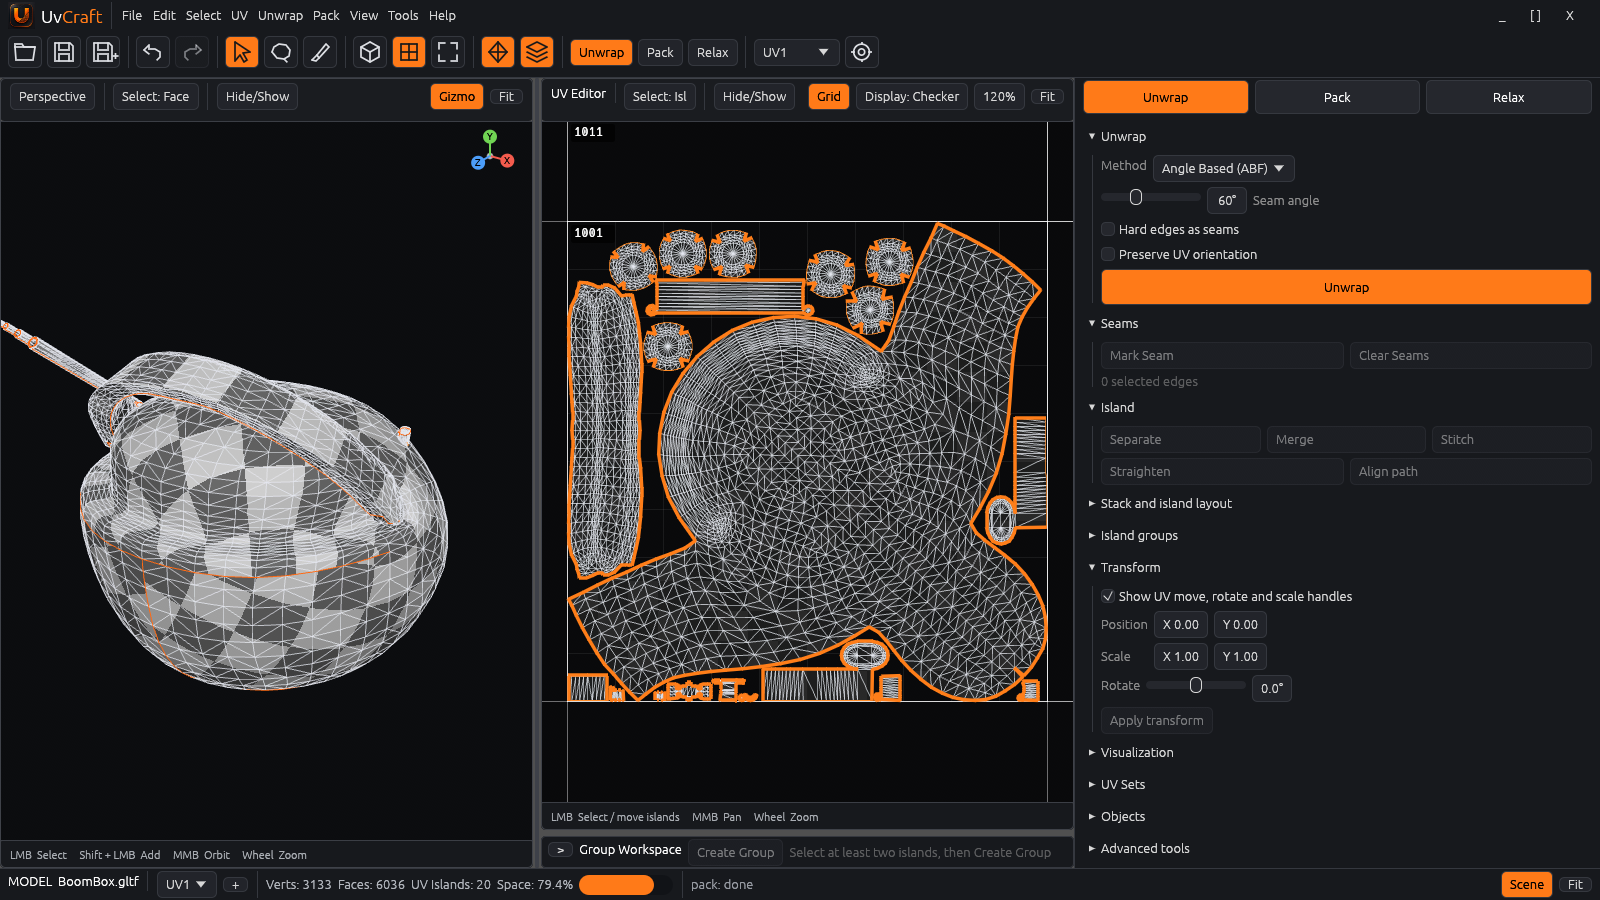 UvCraft File Edit Select UV Unwrap Pack View Tools Help _ [ ] X
Unwrap Pack Relax UV1
Perspective Select: Face Hide/Show Gizmo Fit
UV Editor Select: Isl Hide/Show Grid Display: Checker 120% Fit
Unwrap Pack Relax
Y
Z X
1011
1001
Unwrap
Method Angle Based (ABF)
60° Seam angle
Hard edges as seams
Preserve UV orientation
Unwrap
Seams
Mark Seam Clear Seams
0 selected edges
Island
Separate Merge Stitch
Straighten Align path
Stack and island layout
Island groups
Transform
Show UV move, rotate and scale handles
Position X 0.00 Y 0.00
Scale X 1.00 Y 1.00
Rotate 0.0°
Apply transform
Visualization
UV Sets
Objects
Advanced tools
LMB Select / move islands MMB Pan Wheel Zoom
LMB Select Shift + LMB Add MMB Orbit Wheel Zoom
> Group Workspace Create Group Select at least two islands, then Create Group
MODEL BoomBox.gltf UV1 + Verts: 3133 Faces: 6036 UV Islands: 20 Space: 79.4% pack: done Scene Fit